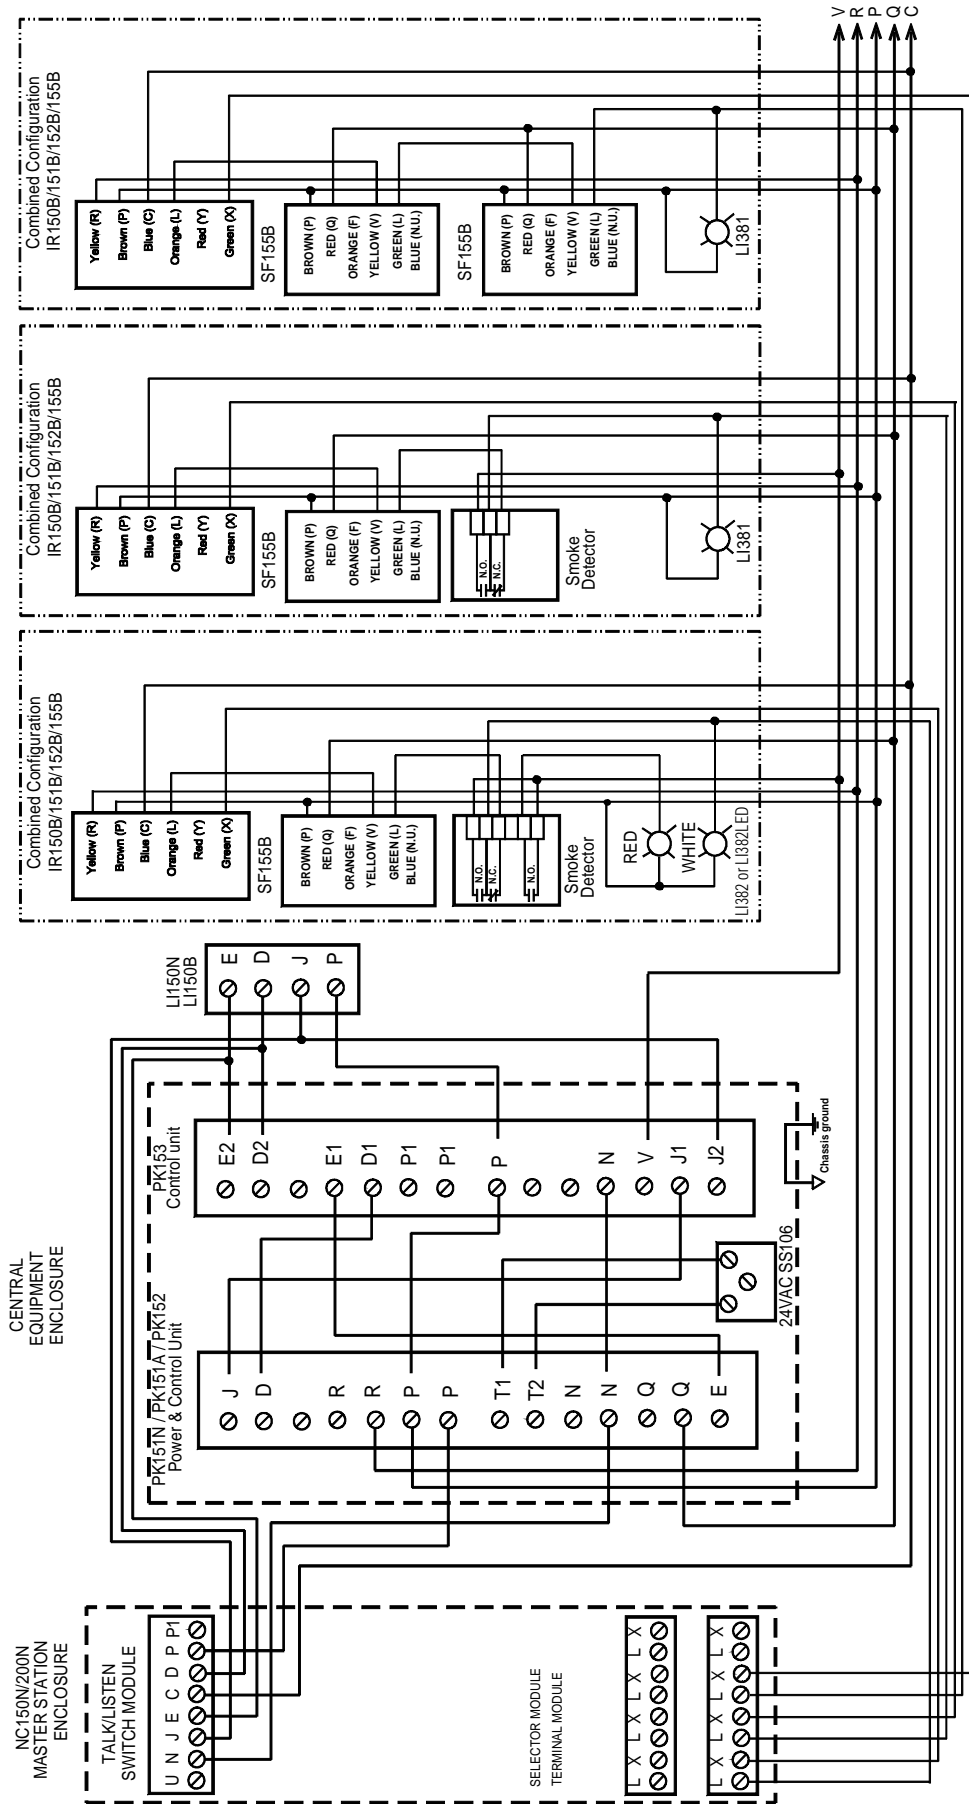 V
R
P
Q
C
Combined Configuration
IR150B/151B/152B/155B
Yellow (R)
Brown (P)
Blue (C)
Orange (L)
Red (Y)
Green (X)
SF155B
BROWN (P)
RED (Q)
ORANGE (F)
YELLOW (V)
GREEN (L)
BLUE (N.U.)
SF155B
BROWN (P)
RED (Q)
ORANGE (F)
YELLOW (V)
GREEN (L)
BLUE (N.U.)
LI381
Combined Configuration
IR150B/151B/152B/155B
Yellow (R)
Brown (P)
Blue (C)
Orange (L)
Red (Y)
Green (X)
SF155B
BROWN (P)
RED (Q)
ORANGE (F)
YELLOW (V)
GREEN (L)
BLUE (N.U.)
N.O.
N.C.
Smoke
Detector
LI381
Combined Configuration
IR150B/151B/152B/155B
Yellow (R)
Brown (P)
Blue (C)
Orange (L)
Red (Y)
Green (X)
SF155B
BROWN (P)
RED (Q)
ORANGE (F)
YELLOW (V)
GREEN (L)
BLUE (N.U.)
N.O.
N.C.
N.O.
Smoke
Detector
RED
WHITE
LI382 or LI382LED
LI150N
LI150B
E
D
J
P
CENTRAL
EQUIPMENT
ENCLOSURE
PK153
Control unit
E2
D2
E1
D1
P1
P1
P
N
V
J1
J2
Chassis ground
24VAC SS106
PK151N / PK151A / PK152
Power & Control Unit
J
D
R
R
P
P
T1
T2
N
N
Q
Q
E
NC150N/200N
MASTER STATION
ENCLOSURE
TALK/LISTEN
SWITCH MODULE
U N J E C D P P1
SELECTOR MODULE
TERMINAL MODULE
L X L X L X L X
L X L X L X L X